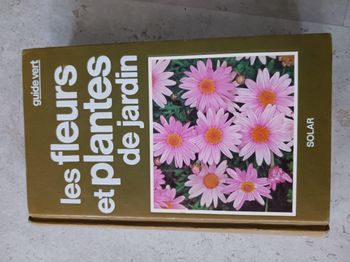 guide vert
les fleurs
et plantes
de jardin
SOLAR